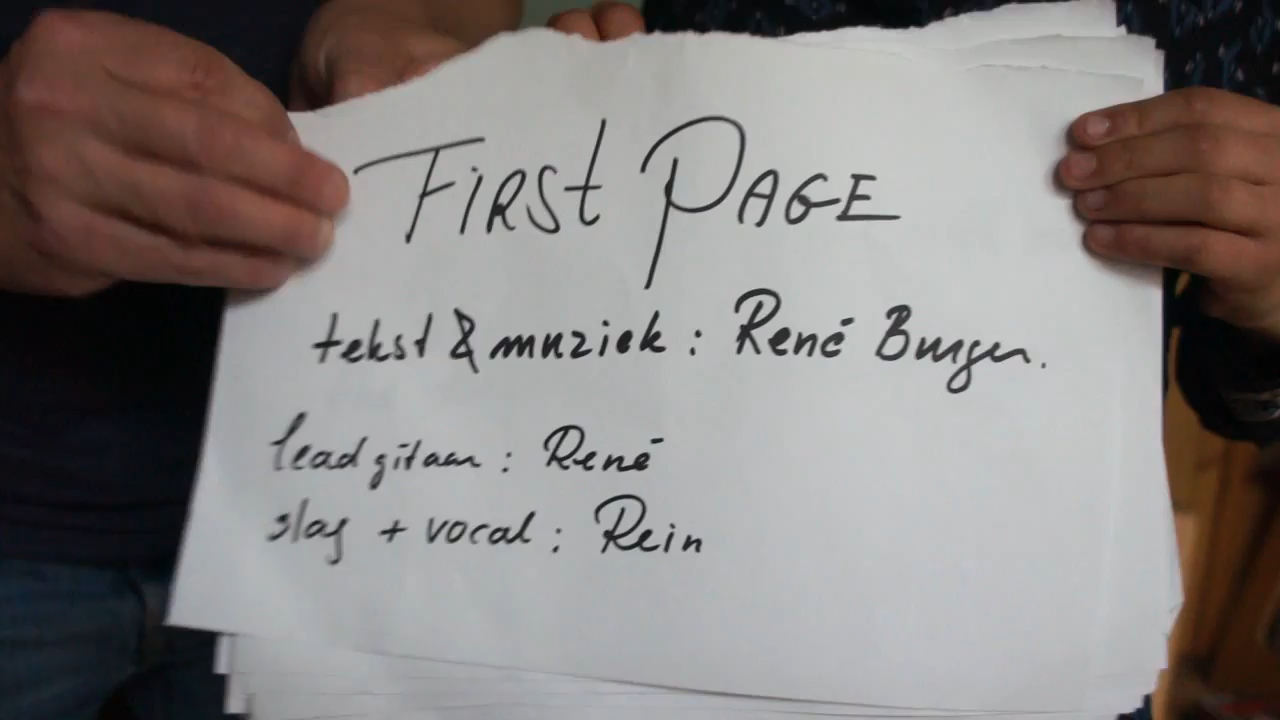 First Page
tekst & muziek : René Burger.
lead gitaar : René
slag + vocal : Rein